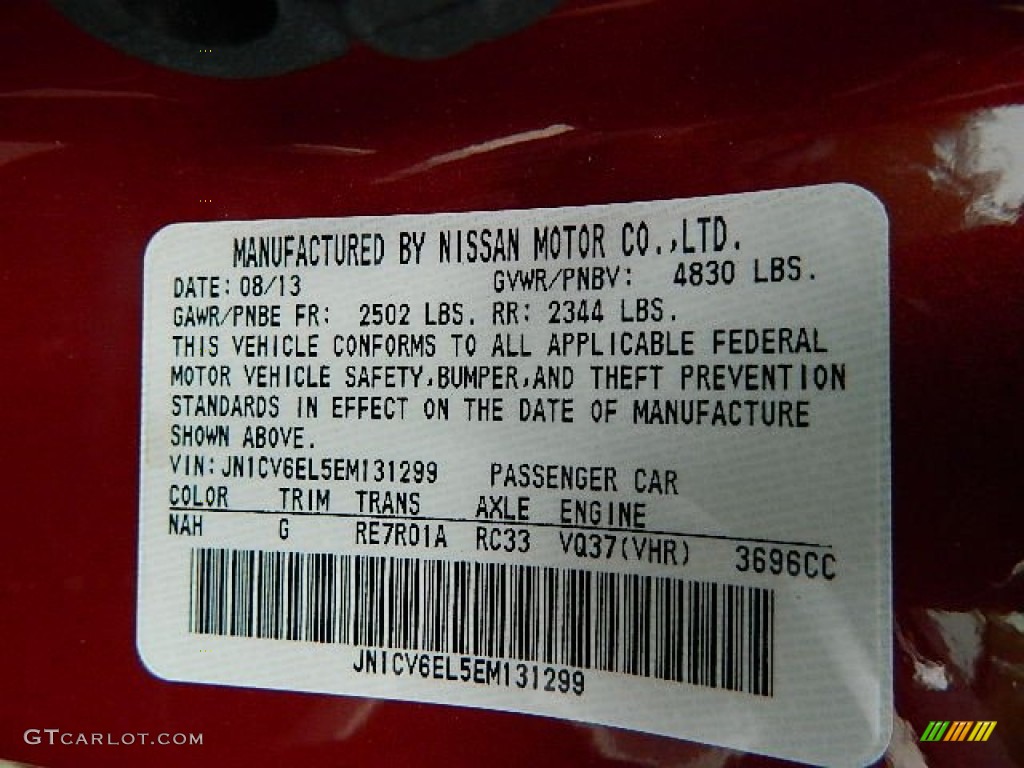 MANUFACTURED BY NISSAN MOTOR CO.,LTD.
DATE: 08/13 GVWR/PNBV: 4830 LBS.
GAWR/PNBE FR: 2502 LBS. RR: 2344 LBS.
THIS VEHICLE CONFORMS TO ALL APPLICABLE FEDERAL
MOTOR VEHICLE SAFETY,BUMPER,AND THEFT PREVENTION
STANDARDS IN EFFECT ON THE DATE OF MANUFACTURE
SHOWN ABOVE.
VIN: JN1CV6EL5EM131299 PASSENGER CAR
COLOR TRIM TRANS AXLE ENGINE
NAH G RE7R01A RC33 VQ37(VHR) 3696CC
JN1CV6EL5EM131299
GTCARLOT.COM